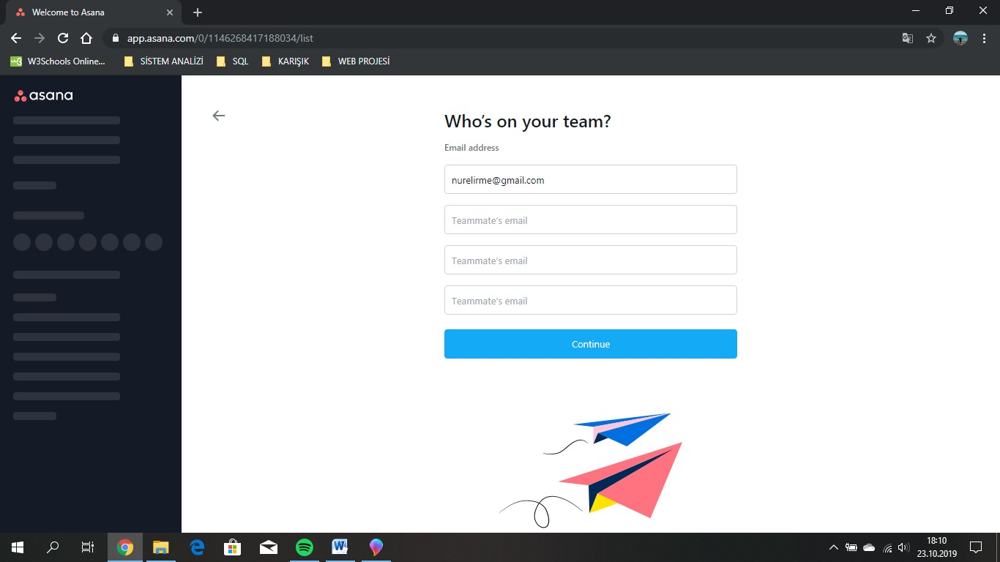 Welcome to Asana
app.asana.com/0/1146268417188034/list
W3Schools Online... SİSTEM ANALİZİ SQL KARIŞIK WEB PROJESİ
asana
Who's on your team?
Email address
nurelirme@gmail.com
Teammate's email
Teammate's email
Teammate's email
Continue
18:10
23.10.2019